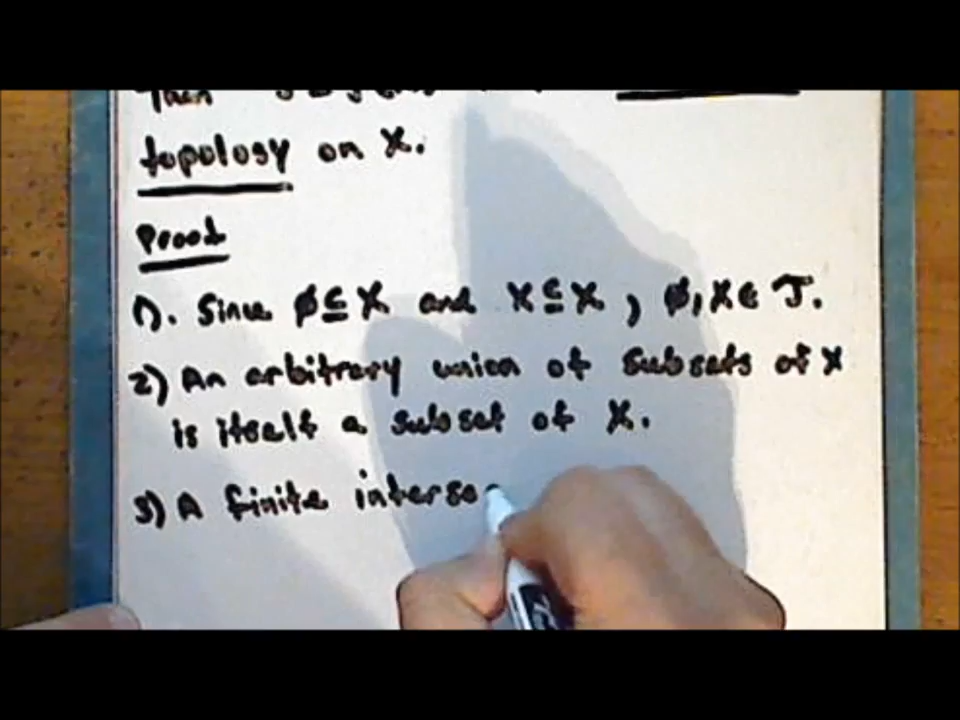 Then
topology on X.
Proof
1). Since ∅ ⊆ X and X ⊆ X, ∅, X ∈ T.
2) An arbitrary union of subsets of X
is itself a subset of X.
3) A finite interse